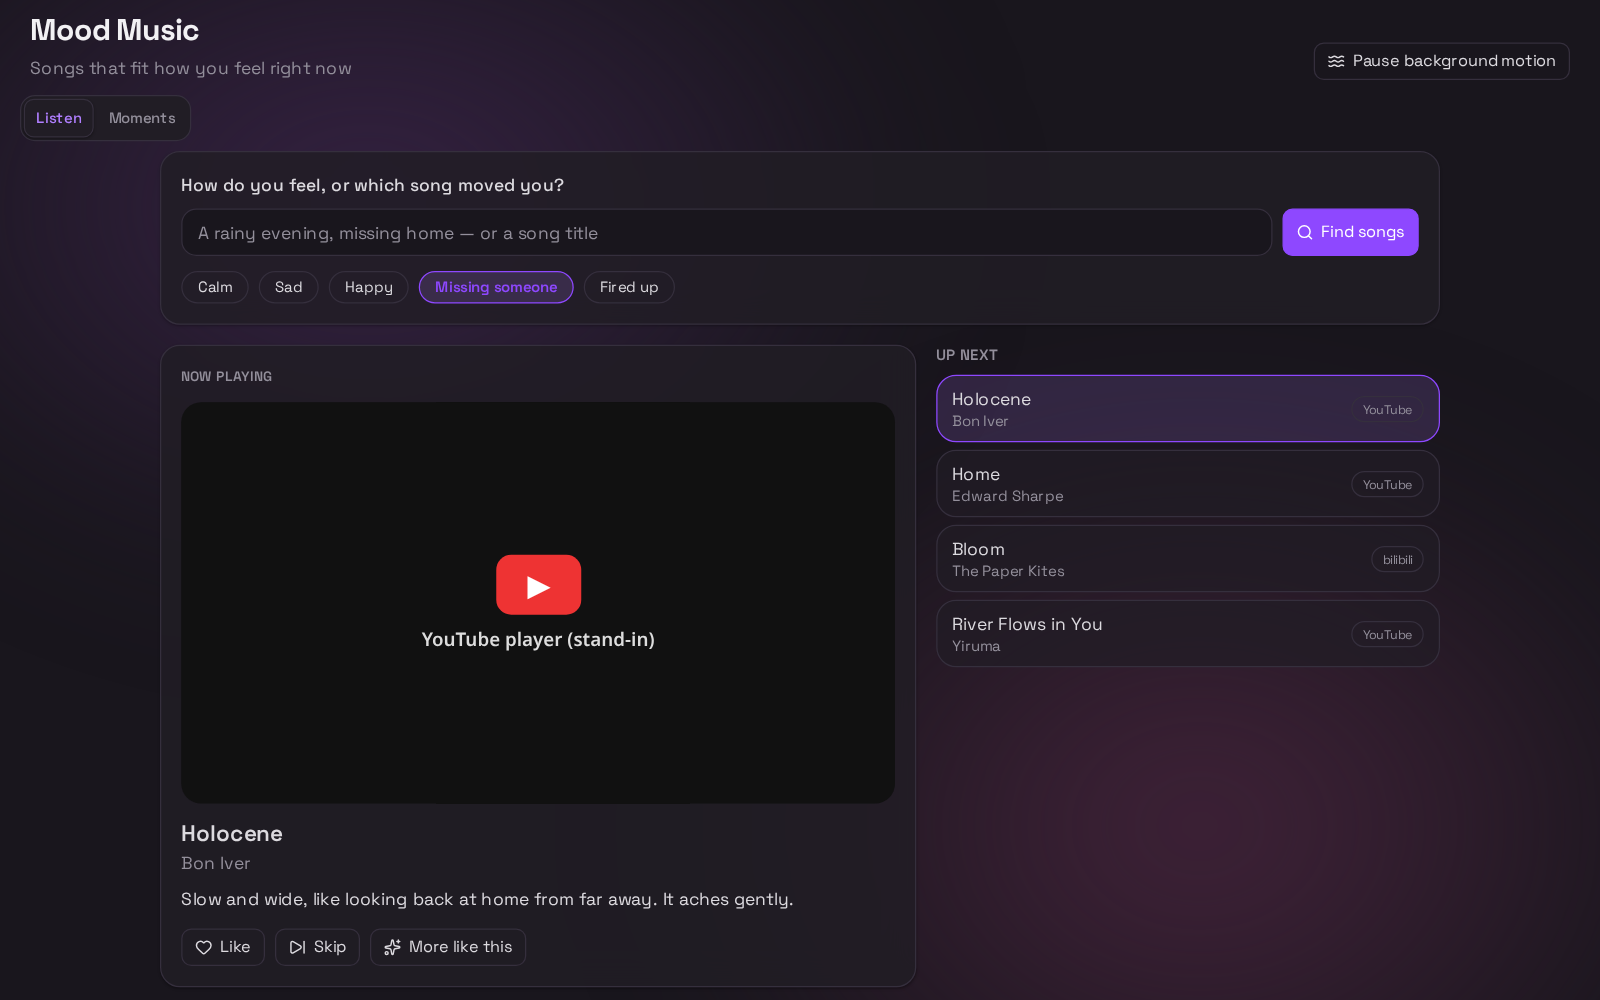 Mood Music
Songs that fit how you feel right now
Pause background motion
Listen
Moments
How do you feel, or which song moved you?
A rainy evening, missing home — or a song title
Find songs
Calm
Sad
Happy
Missing someone
Fired up
NOW PLAYING
YouTube player (stand-in)
Holocene
Bon Iver
Slow and wide, like looking back at home from far away. It aches gently.
Like
Skip
More like this
UP NEXT
Holocene
Bon Iver
YouTube
Home
Edward Sharpe
YouTube
Bloom
The Paper Kites
bilibili
River Flows in You
Yiruma
YouTube